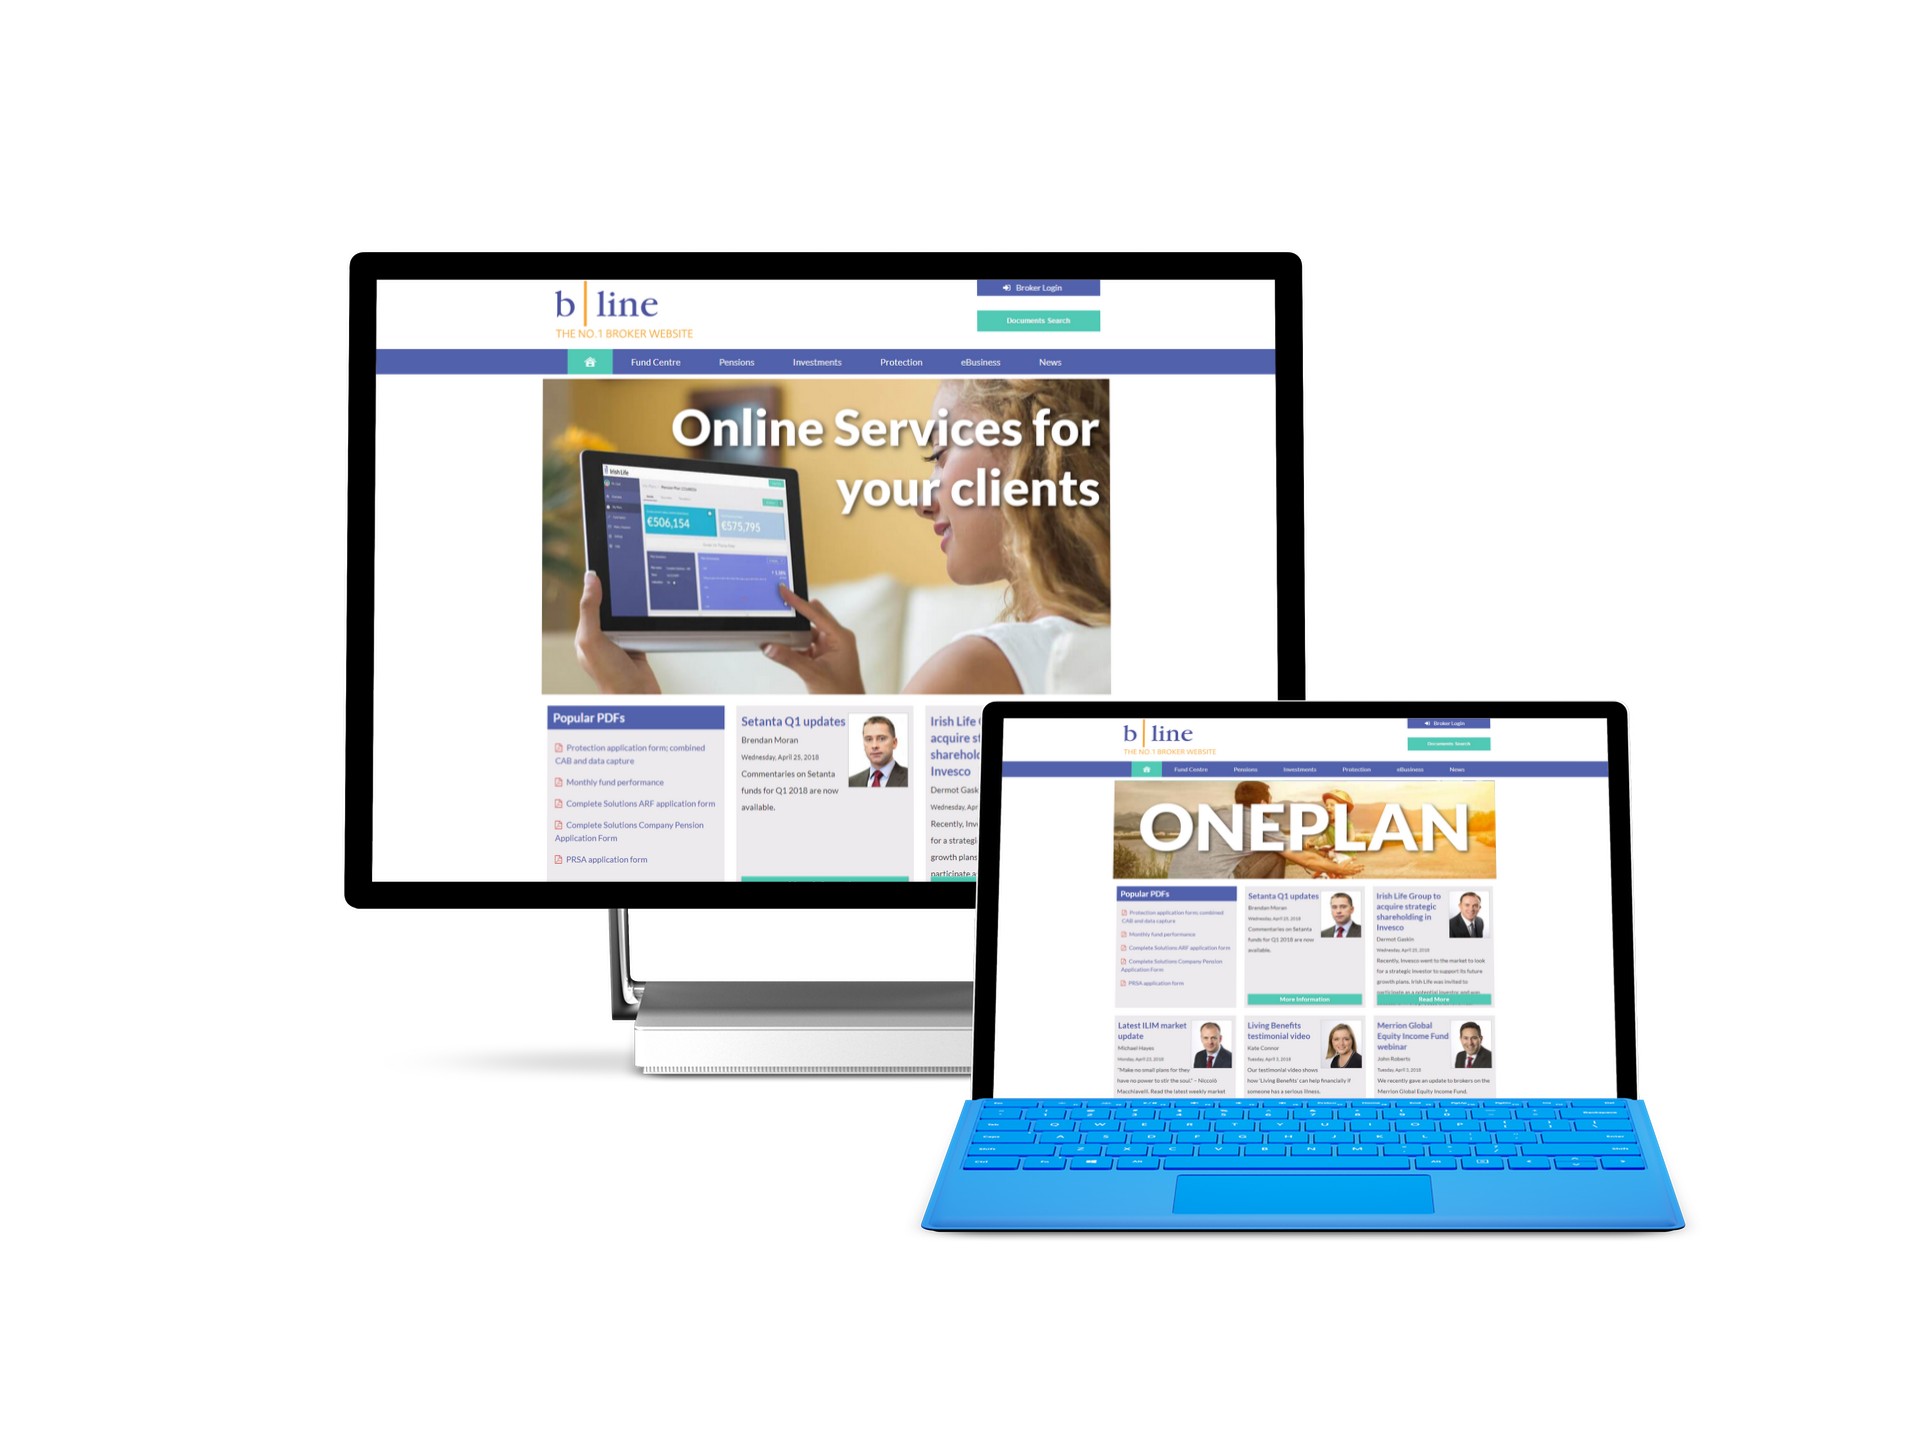 b | line
THE NO.1 BROKER WEBSITE
Broker Login
Documents Search
Fund Centre
Pensions
Investments
Protection
eBusiness
News
Online Services for
your clients
Irish Life
€506,154
€575,795
Popular PDFs
Protection application form; combined
CAB and data capture
Monthly fund performance
Complete Solutions ARF application form
Complete Solutions Company Pension
Application Form
PRSA application form
Setanta Q1 updates
Brendan Moran
Wednesday, April 25, 2018
Commentaries on Setanta
funds for Q1 2018 are now
available.
Irish Life
acquire st
sharehold
Invesco
Dermot Gask
Wednesday, Apr
Recently, Inv
for a strategi
growth plans
participate a
b | line
THE NO.1 BROKER WEBSITE
Broker Login
Documents Search
Fund Centre
Pensions
Investments
Protection
eBusiness
News
ONEPLAN
Popular PDFs
Protection application form; combined
CAB and data capture
Monthly fund performance
Complete Solutions ARF application form
Complete Solutions Company Pension
Application Form
PRSA application form
Setanta Q1 updates
Brendan Moran
Wednesday, April 25, 2018
Commentaries on Setanta
funds for Q1 2018 are now
available.
More Information
Irish Life Group to
acquire strategic
shareholding in
Invesco
Dermot Gaskin
Wednesday, April 25, 2018
Recently, Invesco went to the market to look
for a strategic investor to support its future
growth plans. Irish Life was invited to
participate as a potential investor and was
Read More
Latest ILIM market
update
Michael Hayes
Monday, April 23, 2018
"Make no small plans for they
have no power to stir the soul." – Niccolò
Macchiavelli. Read the latest weekly market
Living Benefits
testimonial video
Kate Connor
Tuesday, April 3, 2018
Our testimonial video shows
how 'Living Benefits' can help financially if
someone has a serious illness.
Merrion Global
Equity Income Fund
webinar
John Roberts
Tuesday, April 3, 2018
We recently gave an update to brokers on the
Merrion Global Equity Income Fund.
Q W E R T Y U I O P
A S D F G H J K L
Z X C V B N M